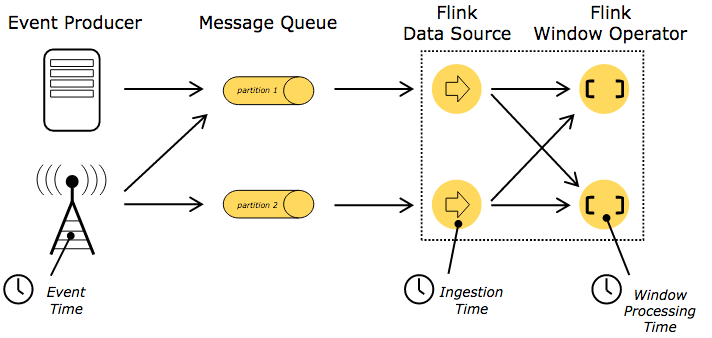 Event Producer
Message Queue
Flink
Data Source
Flink
Window Operator
partition 1
partition 2
Event
Time
Ingestion
Time
Window
Processing
Time